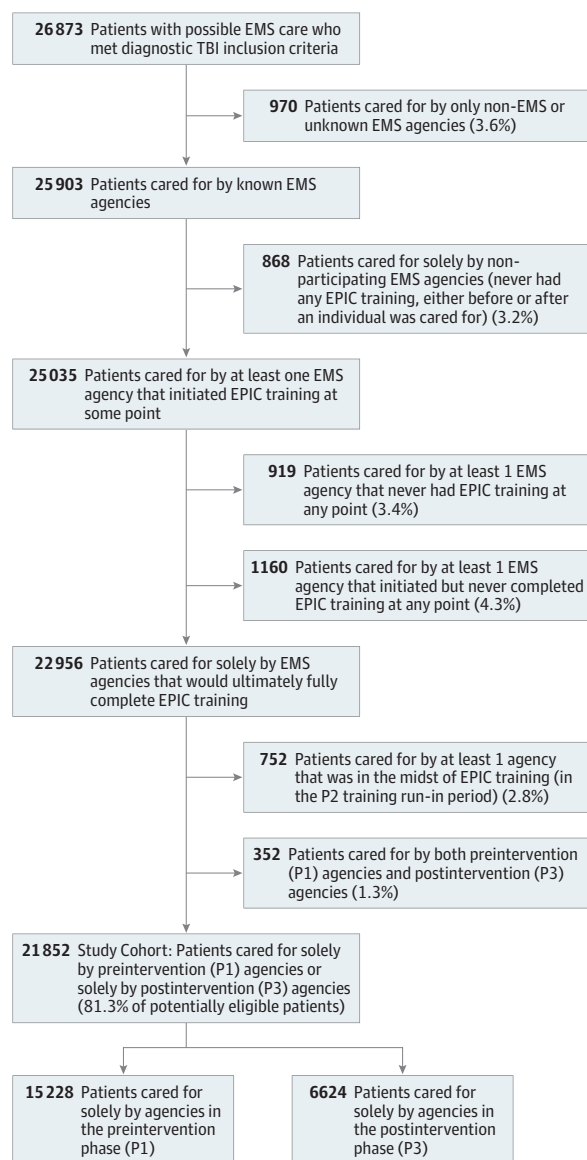 26873 Patients with possible EMS care who
met diagnostic TBI inclusion criteria
970 Patients cared for by only non-EMS or
unknown EMS agencies (3.6%)
25903 Patients cared for by known EMS
agencies
868 Patients cared for solely by non-
participating EMS agencies (never had
any EPIC training, either before or after
an individual was cared for) (3.2%)
25035 Patients cared for by at least one EMS
agency that initiated EPIC training at
some point
919 Patients cared for by at least 1 EMS
agency that never had EPIC training at
any point (3.4%)
1160 Patients cared for by at least 1 EMS
agency that initiated but never completed
EPIC training at any point (4.3%)
22956 Patients cared for solely by EMS
agencies that would ultimately fully
complete EPIC training
752 Patients cared for by at least 1 agency
that was in the midst of EPIC training (in
the P2 training run-in period) (2.8%)
352 Patients cared for by both preintervention
(P1) agencies and postintervention (P3)
agencies (1.3%)
21852 Study Cohort: Patients cared for solely
by preintervention (P1) agencies or
solely by postintervention (P3) agencies
(81.3% of potentially eligible patients)
15228 Patients cared for
solely by agencies in
the preintervention
phase (P1)
6624 Patients cared for
solely by agencies in
the postintervention
phase (P3)